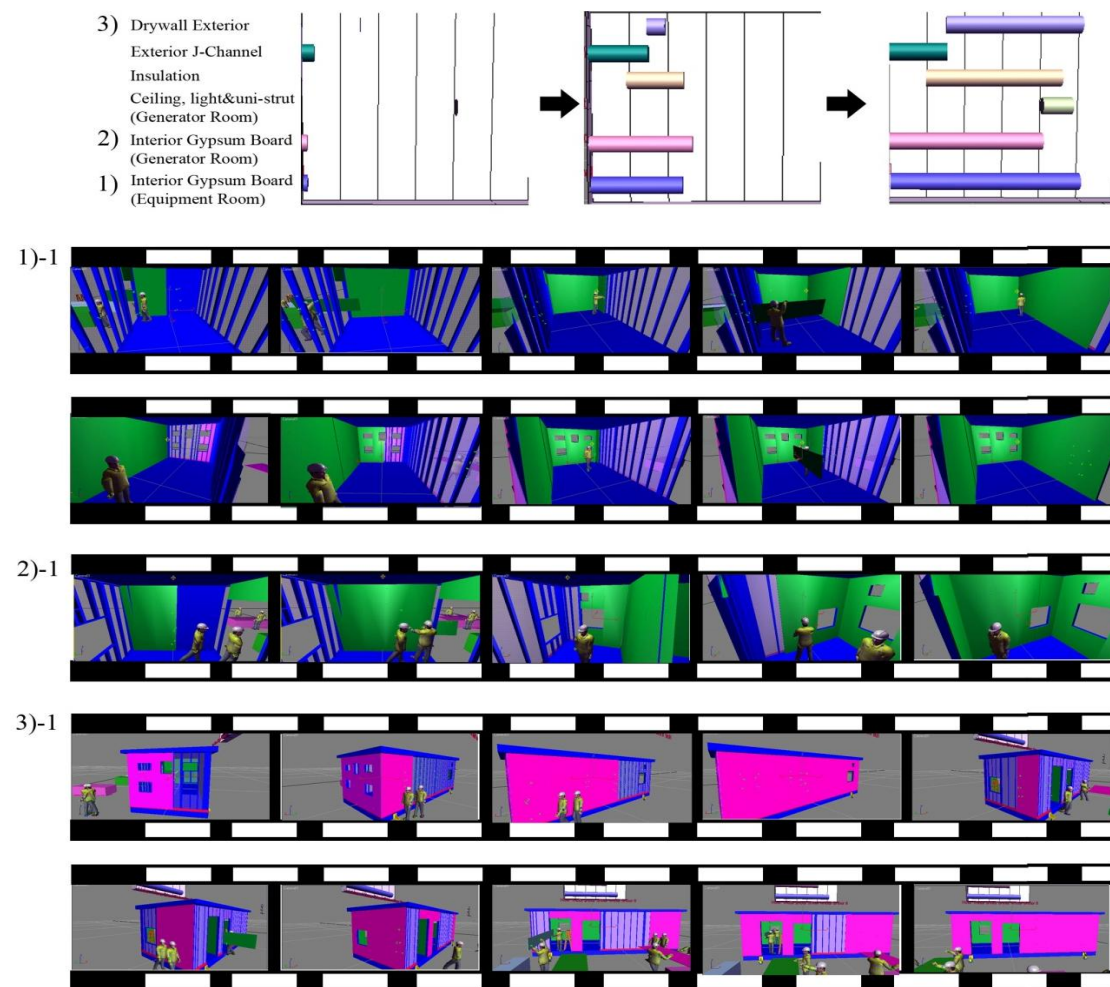 3) Drywall Exterior
Exterior J-Channel
Insulation
Ceiling, light&uni-strut
(Generator Room)
2) Interior Gypsum Board
(Generator Room)
1) Interior Gypsum Board
(Equipment Room)
1)-1
2)-1
3)-1